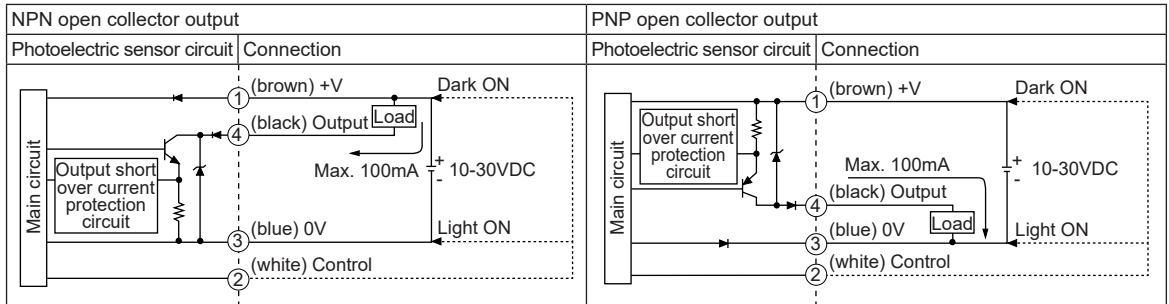 NPN open collector output
Photoelectric sensor circuit
Connection
Main circuit
Output short
over current
protection
circuit
1
(brown) +V
4
(black) Output
Load
Dark ON
Max. 100mA
+
-
10-30VDC
3
(blue) 0V
Light ON
2
(white) Control
PNP open collector output
Photoelectric sensor circuit
Connection
Main circuit
Output short
over current
protection
circuit
1
(brown) +V
Dark ON
Max. 100mA
+
-
10-30VDC
4
(black) Output
Load
3
(blue) 0V
Light ON
2
(white) Control